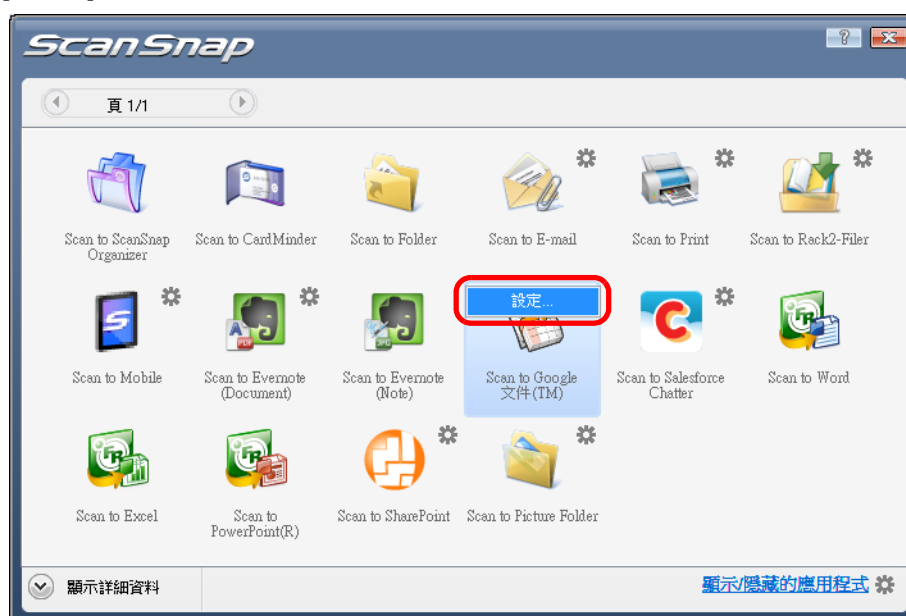 ScanSnap
頁 1/1
Scan to ScanSnap
Organizer
Scan to CardMinder
Scan to Folder
Scan to E-mail
Scan to Print
Scan to Rack2-Filer
設定...
Scan to Mobile
Scan to Evernote
(Document)
Scan to Evernote
(Note)
Scan to Google
文件(TM)
Scan to Salesforce
Chatter
Scan to Word
Scan to Excel
Scan to
PowerPoint(R)
Scan to SharePoint
Scan to Picture Folder
顯示詳細資料
顯示/隱藏的應用程式